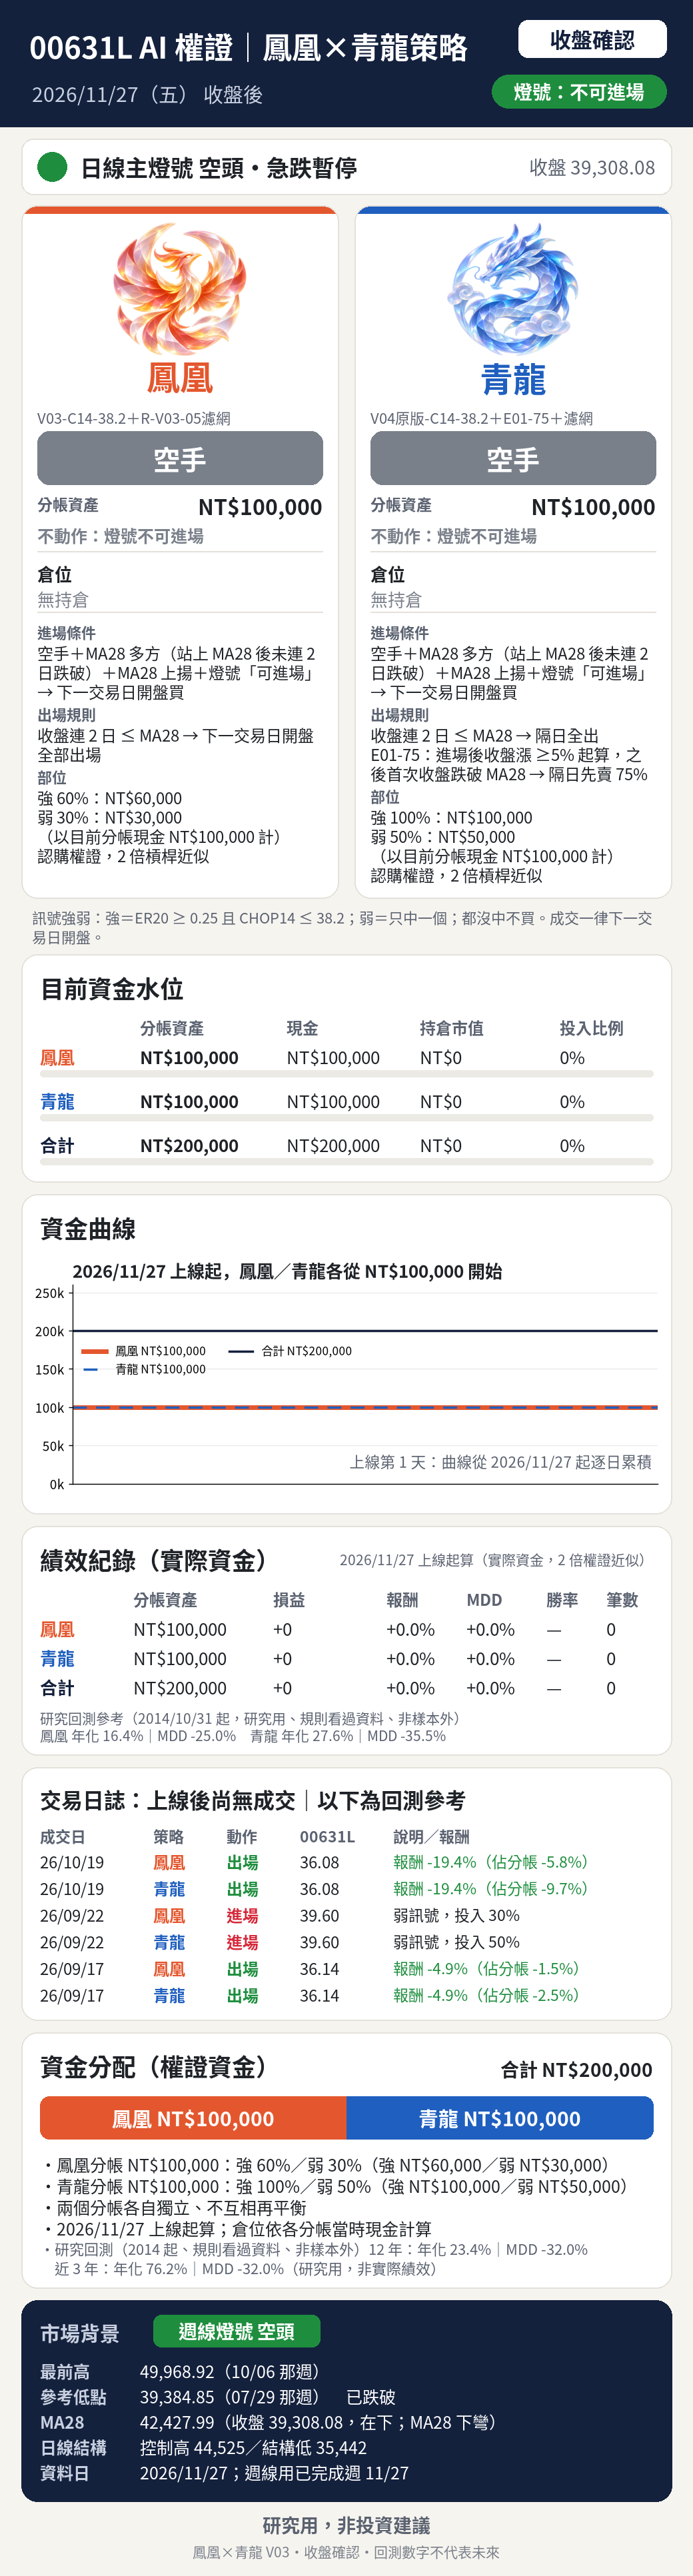 00631L AI 權證｜鳳凰×青龍策略
收盤確認
2026/11/27（五） 收盤後
燈號：不可進場
日線主燈號 空頭・急跌暫停
收盤 39,308.08
鳳凰
V03-C14-38.2＋R-V03-05濾網
空手
分帳資產 NT$100,000
不動作：燈號不可進場
倉位
無持倉
進場條件
空手＋MA28 多方（站上 MA28 後未連 2
日跌破）＋MA28 上揚＋燈號「可進場」
→ 下一交易日開盤買
出場規則
收盤連 2 日 ≤ MA28 → 下一交易日開盤
全部出場
部位
強 60%：NT$60,000
弱 30%：NT$30,000
（以目前分帳現金 NT$100,000 計）
認購權證，2 倍槓桿近似
青龍
V04原版-C14-38.2＋E01-75＋濾網
空手
分帳資產 NT$100,000
不動作：燈號不可進場
倉位
無持倉
進場條件
空手＋MA28 多方（站上 MA28 後未連 2
日跌破）＋MA28 上揚＋燈號「可進場」
→ 下一交易日開盤買
出場規則
收盤連 2 日 ≤ MA28 → 隔日全出
E01-75：進場後收盤漲 ≥5% 起算，之
後首次收盤跌破 MA28 → 隔日先賣 75%
部位
強 100%：NT$100,000
弱 50%：NT$50,000
（以目前分帳現金 NT$100,000 計）
認購權證，2 倍槓桿近似
訊號強弱：強＝ER20 ≥ 0.25 且 CHOP14 ≤ 38.2；弱＝只中一個；都沒中不買。成交一律下一交
易日開盤。
目前資金水位
分帳資產 現金 持倉市值 投入比例
鳳凰 NT$100,000 NT$100,000 NT$0 0%
青龍 NT$100,000 NT$100,000 NT$0 0%
合計 NT$200,000 NT$200,000 NT$0 0%
資金曲線
2026/11/27 上線起，鳳凰／青龍各從 NT$100,000 開始
250k
200k
150k
100k
50k
0k
鳳凰 NT$100,000
青龍 NT$100,000
合計 NT$200,000
上線第 1 天：曲線從 2026/11/27 起逐日累積
績效紀錄（實際資金）
2026/11/27 上線起算（實際資金，2 倍權證近似）
分帳資產 損益 報酬 MDD 勝率 筆數
鳳凰 NT$100,000 +0 +0.0% +0.0% — 0
青龍 NT$100,000 +0 +0.0% +0.0% — 0
合計 NT$200,000 +0 +0.0% +0.0% — 0
研究回測參考（2014/10/31 起，研究用、規則看過資料、非樣本外）
鳳凰 年化 16.4%｜MDD -25.0% 青龍 年化 27.6%｜MDD -35.5%
交易日誌：上線後尚無成交｜以下為回測參考
成交日 策略 動作 00631L 說明／報酬
26/10/19 鳳凰 出場 36.08 報酬 -19.4%（佔分帳 -5.8%）
26/10/19 青龍 出場 36.08 報酬 -19.4%（佔分帳 -9.7%）
26/09/22 鳳凰 進場 39.60 弱訊號，投入 30%
26/09/22 青龍 進場 39.60 弱訊號，投入 50%
26/09/17 鳳凰 出場 36.14 報酬 -4.9%（佔分帳 -1.5%）
26/09/17 青龍 出場 36.14 報酬 -4.9%（佔分帳 -2.5%）
資金分配（權證資金）
合計 NT$200,000
鳳凰 NT$100,000
青龍 NT$100,000
・鳳凰分帳 NT$100,000：強 60%／弱 30%（強 NT$60,000／弱 NT$30,000）
・青龍分帳 NT$100,000：強 100%／弱 50%（強 NT$100,000／弱 NT$50,000）
・兩個分帳各自獨立、不互相再平衡
・2026/11/27 上線起算；倉位依各分帳當時現金計算
・研究回測（2014 起、規則看過資料、非樣本外）12 年：年化 23.4%｜MDD -32.0%
近 3 年：年化 76.2%｜MDD -32.0%（研究用，非實際績效）
市場背景
週線燈號 空頭
最前高 49,968.92（10/06 那週）
參考低點 39,384.85（07/29 那週） 已跌破
MA28 42,427.99（收盤 39,308.08，在下；MA28 下彎）
日線結構 控制高 44,525／結構低 35,442
資料日 2026/11/27；週線用已完成週 11/27
研究用，非投資建議
鳳凰×青龍 V03・收盤確認・回測數字不代表未來